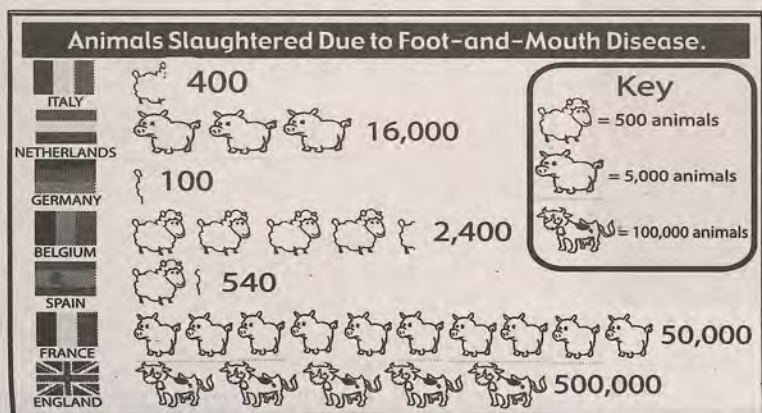 Animals Slaughtered Due to Foot-and-Mouth Disease.
ITALY
400
NETHERLANDS
16,000
GERMANY
100
BELGIUM
2,400
SPAIN
540
FRANCE
50,000
ENGLAND
500,000
Key
= 500 animals
= 5,000 animals
= 100,000 animals